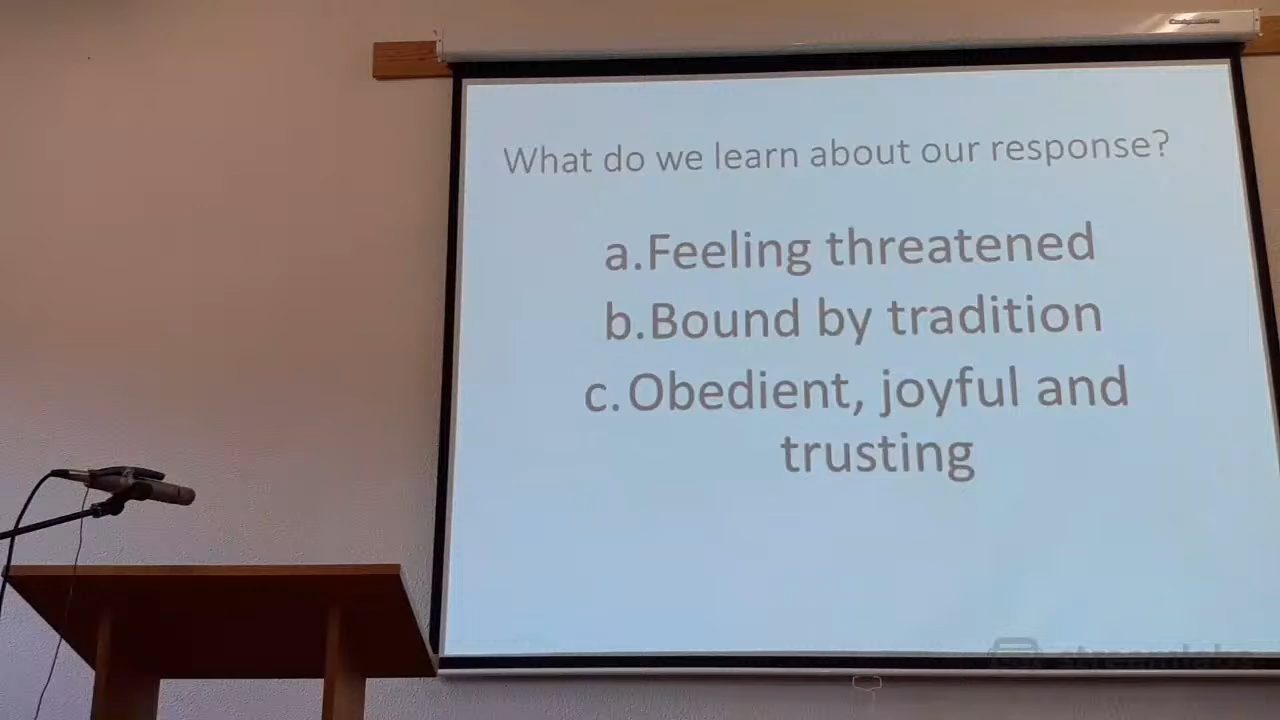 What do we learn about our response?
a.Feeling threatened
b.Bound by tradition
c.Obedient, joyful and
trusting